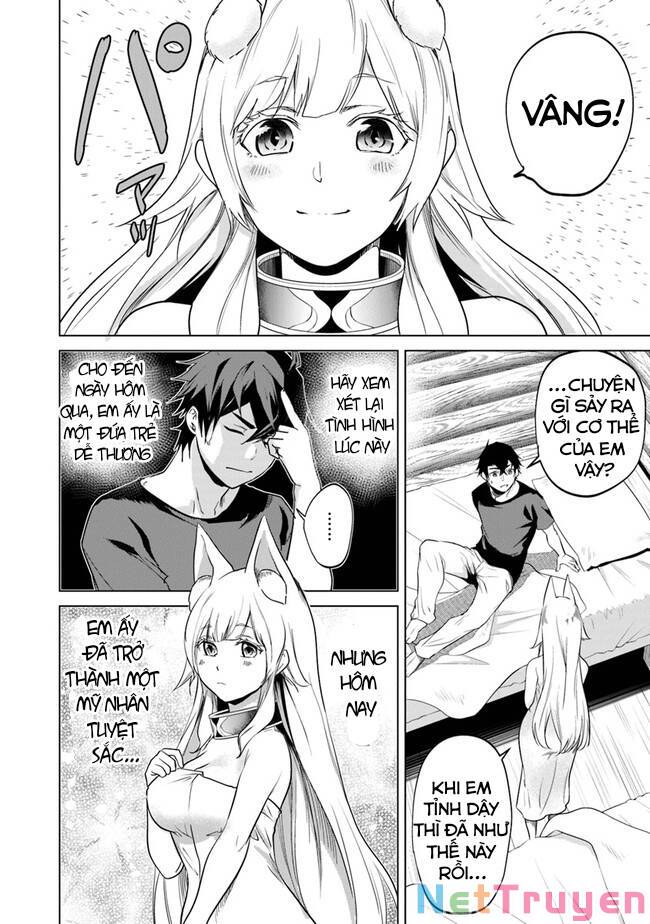 パ
アッ
VÂNG!
...CHUYỆN
GÌ SẢY RA
VỚI CƠ THỂ
CỦA EM
VẬY?
KHI EM
TỈNH DẬY
THÌ ĐÃ NHƯ
THẾ NÀY
RỒI...
HÃY XEM
XÉT LẠI
TÌNH HÌNH
LÚC NÀY
CHO ĐẾN
NGÀY HÔM
QUA, EM ẤY LÀ
MỘT ĐỨA TRẺ
DỄ THƯƠNG
......
NHƯNG
HÔM
NAY
EM ẤY
ĐÃ TRỞ
THÀNH MỘT
MỸ NHÂN
TUYỆT
SẮC...
NetTruyen